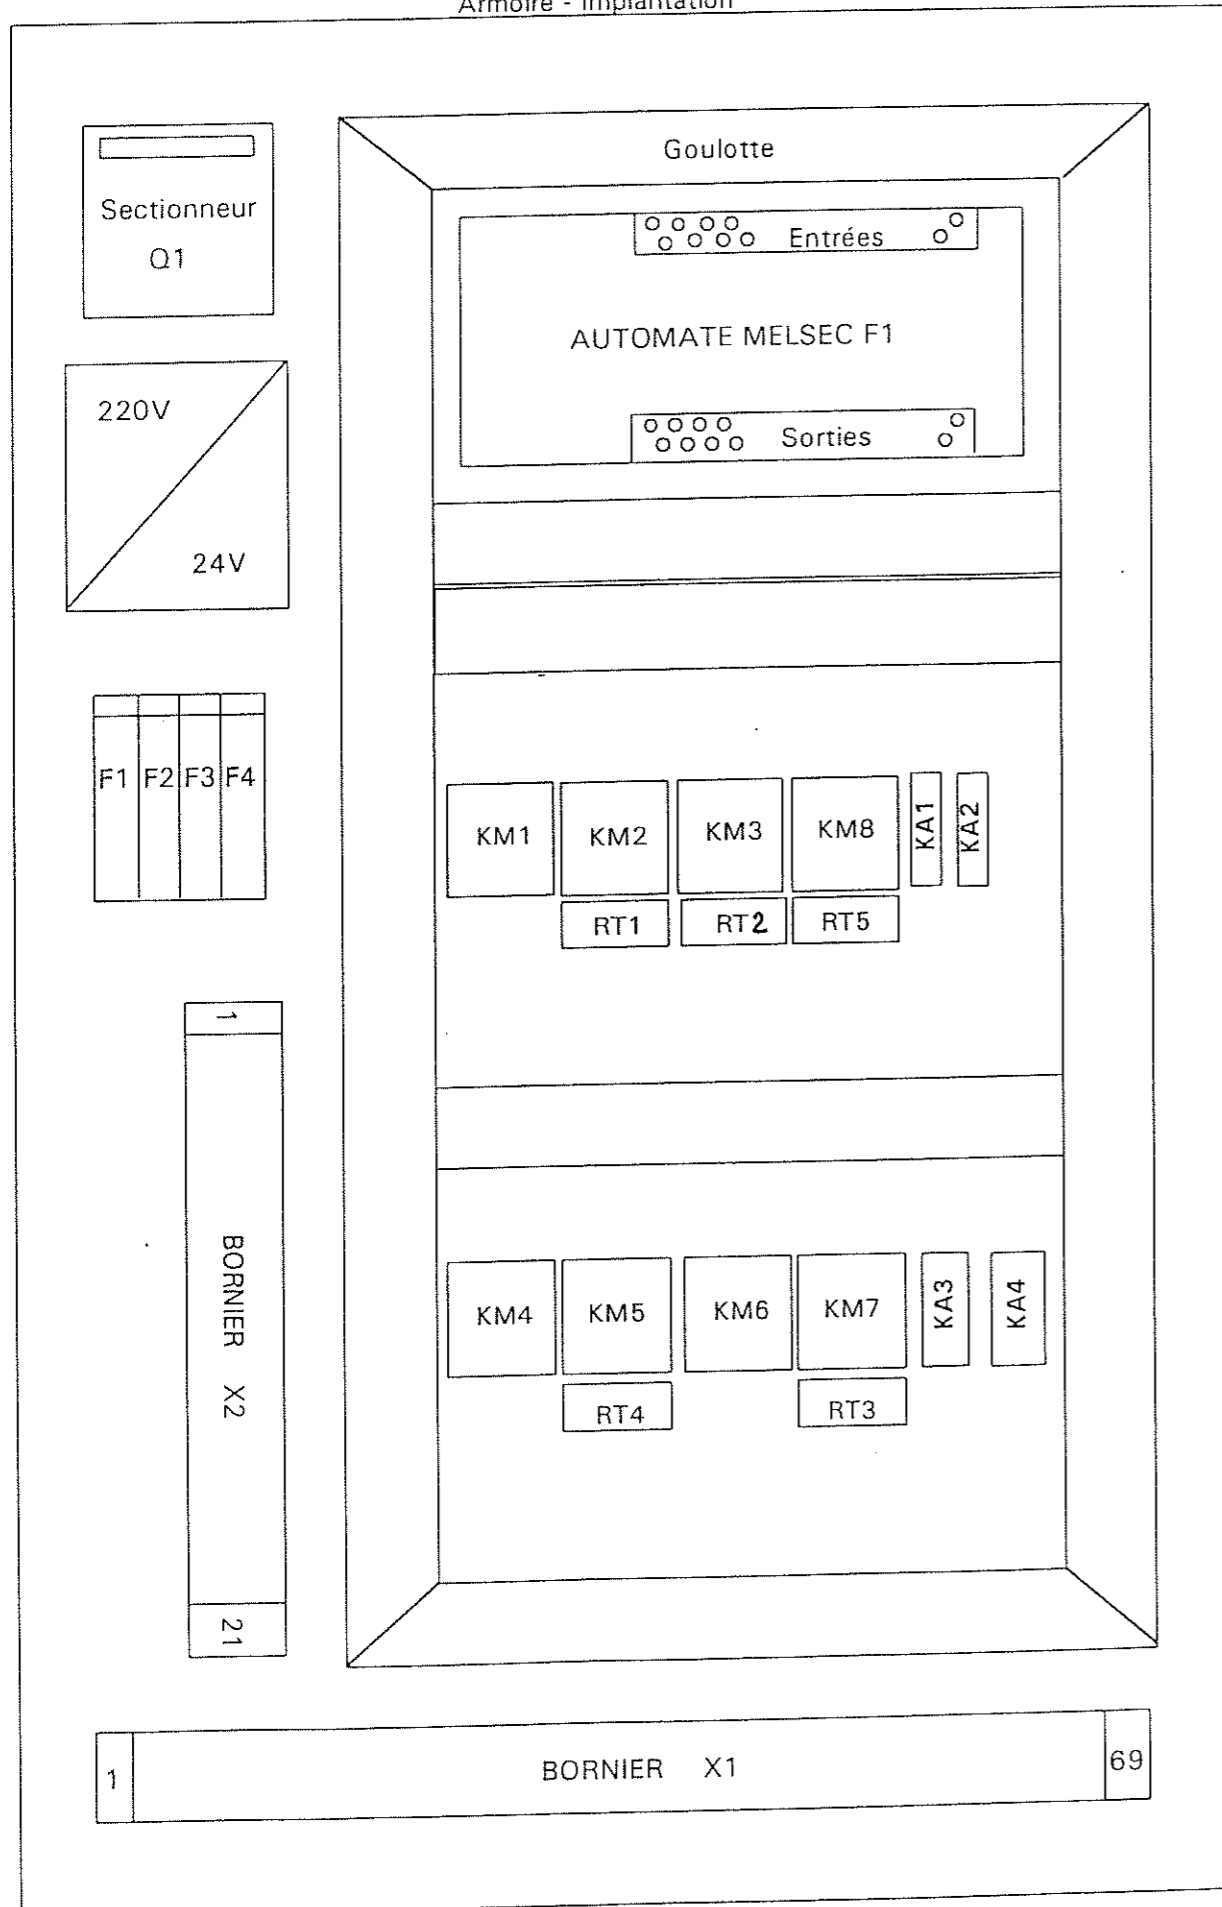 Armoire - Implantation
Goulotte
Sectionneur
Q1
Entrées
AUTOMATE MELSEC F1
Sorties
220V
24V
F1 F2 F3 F4
KM1 KM2 KM3 KM8 KA1 KA2
RT1 RT2 RT5
1
BORNIER X2
21
KM4 KM5 KM6 KM7 KA3 KA4
RT4 RT3
1 BORNIER X1 69